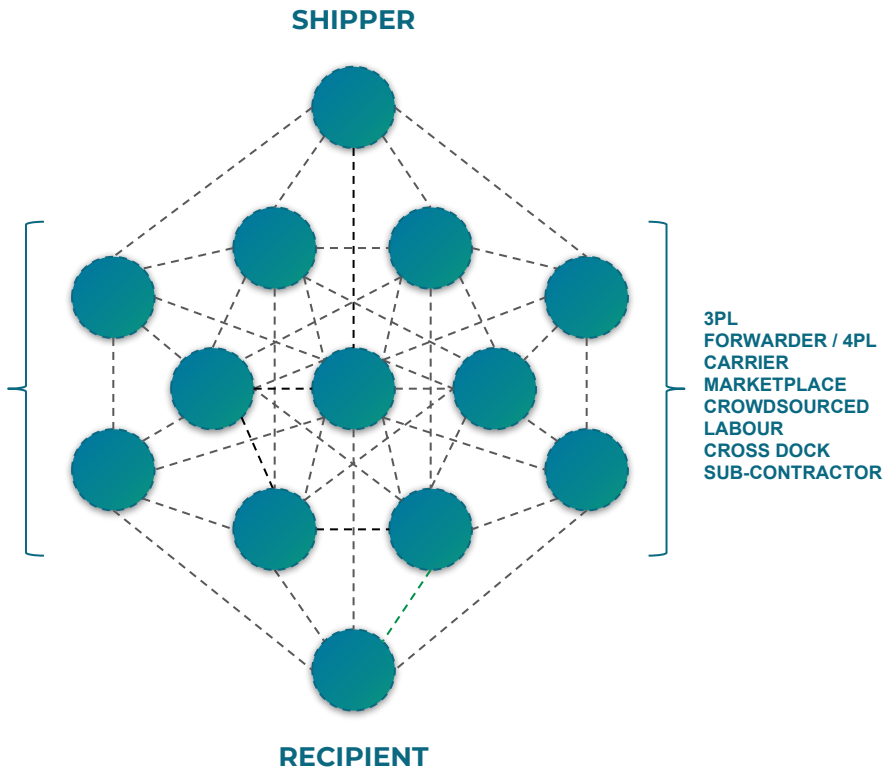 SHIPPER
3PL
FORWARDER / 4PL
CARRIER
MARKETPLACE
CROWDSOURCED
LABOUR
CROSS DOCK
SUB-CONTRACTOR
RECIPIENT